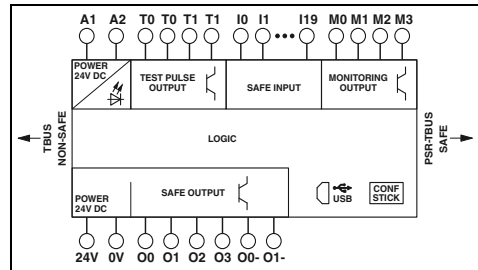 A1 A2 T0 T0 T1 T1 I0 I1 ••• I19 M0 M1 M2 M3
POWER
24V DC
TEST PULSE
OUTPUT
SAFE INPUT
MONITORING
OUTPUT
TBUS
NON-SAFE
LOGIC
PSR-TBUS
SAFE
POWER
24V DC
SAFE OUTPUT
USB
CONF
STICK
24V 0V O0 O1 O2 O3 O0- O1-